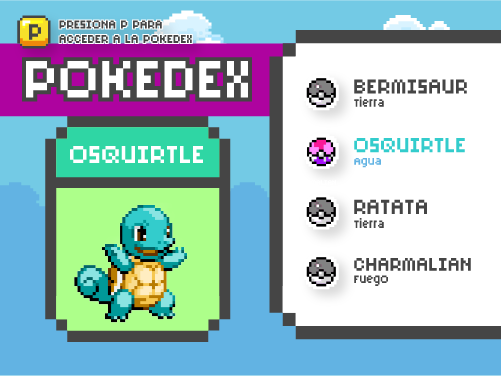 P
PRESIONA P PARA
ACCEDER A LA POKEDEX
POKEDEX
OSQUIRTLE
BERMISAUR
Tierra
OSQUIRTLE
Agua
RATATA
Tierra
CHARMALIAN
Fuego